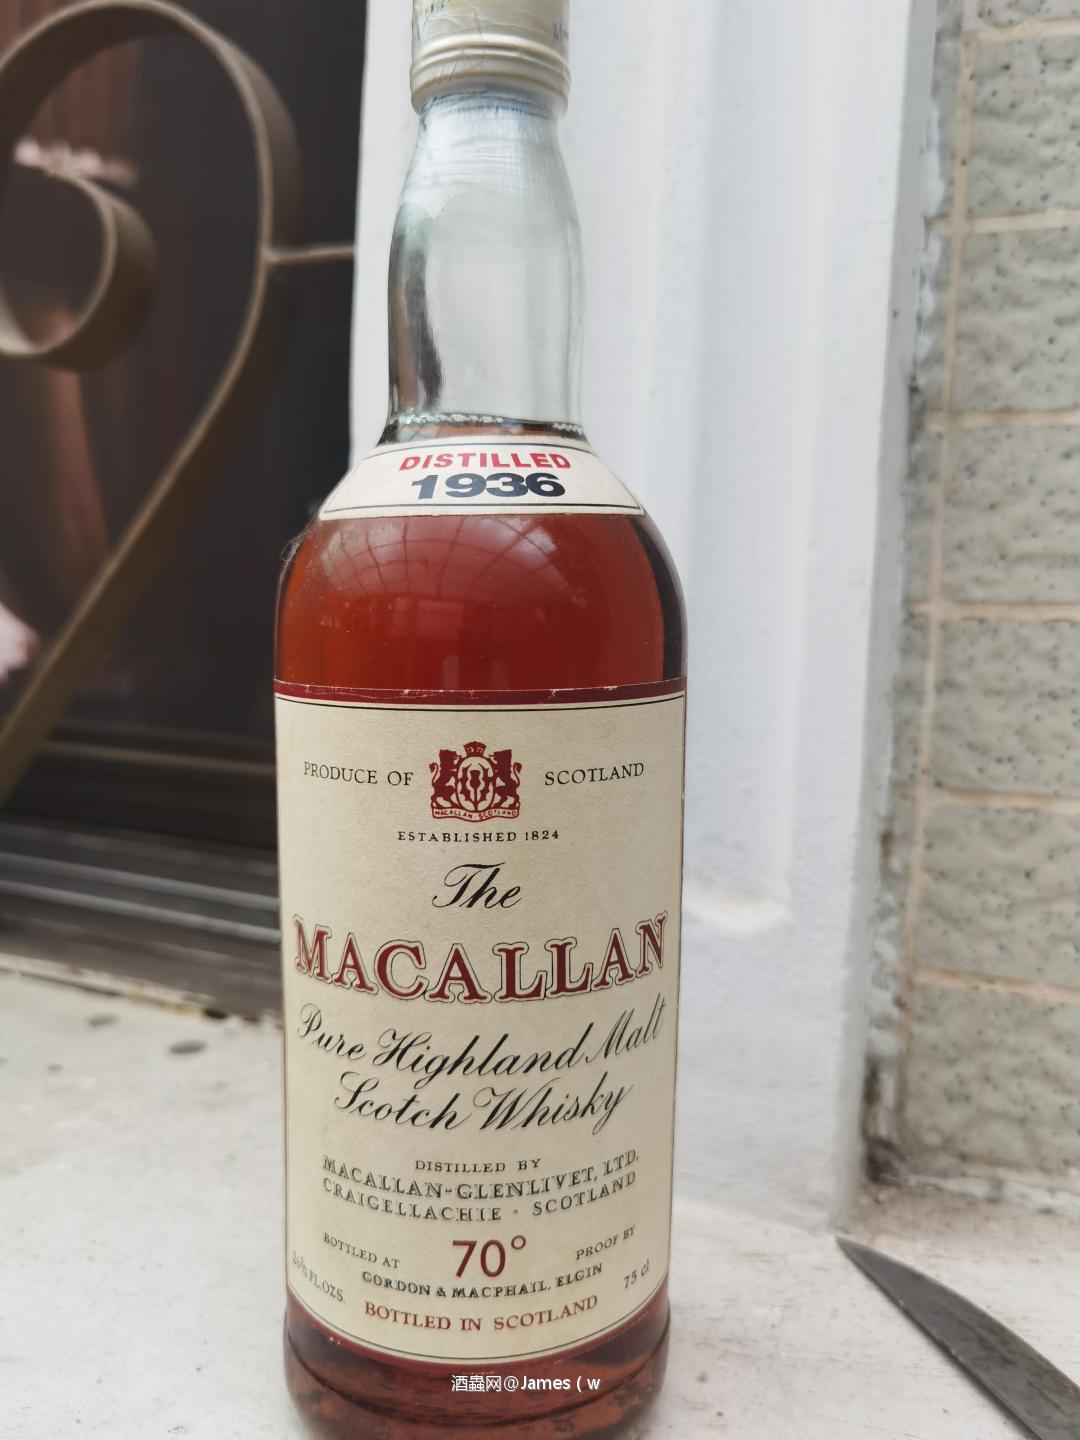 DISTILLED
1936
PRODUCE OF SCOTLAND
MACALLAN SCOTLAND
ESTABLISHED 1824
The
MACALLAN
Pure Highland Malt
Scotch Whisky
DISTILLED BY
MACALLAN-GLENLIVET, LTD.
CRAIGELLACHIE · SCOTLAND
BOTTLED AT 70° PROOF BY
GORDON & MACPHAIL, ELGIN
FL.OZS. 75 cl
BOTTLED IN SCOTLAND
酒蟲网@James ( w